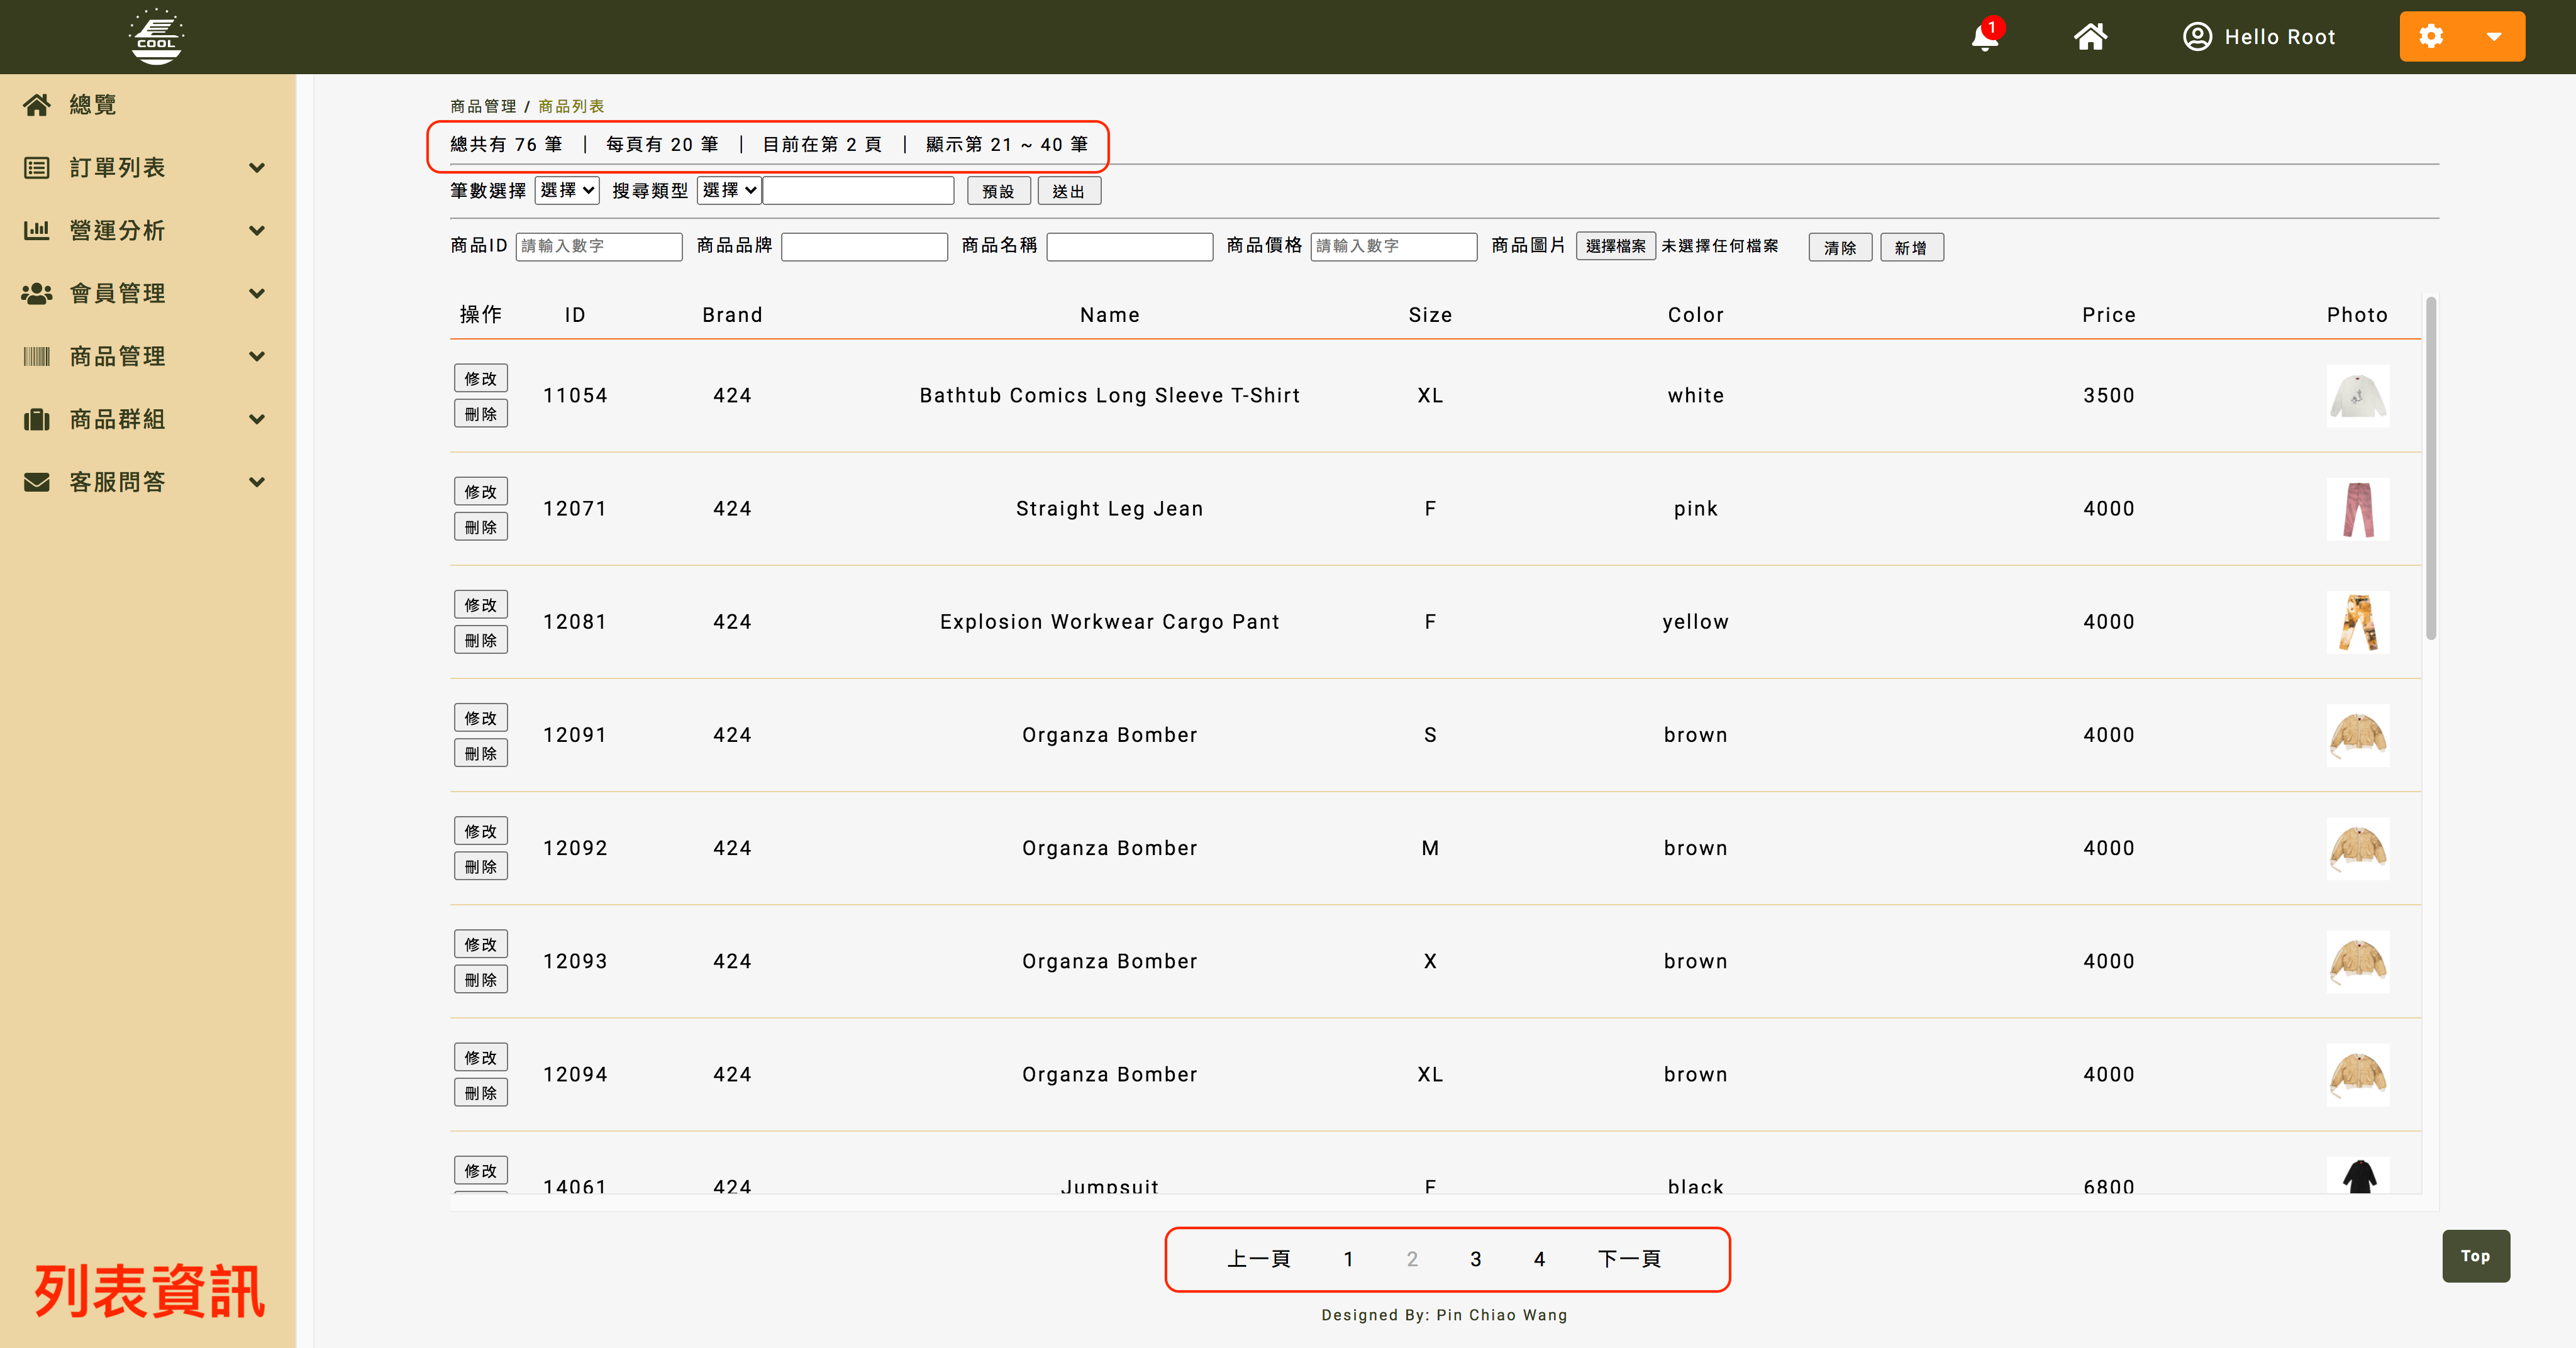 COOL
1
Hello Root
總覽
訂單列表
營運分析
會員管理
商品管理
商品群組
客服問答
列表資訊
商品管理 / 商品列表
總共有 76 筆 | 每頁有 20 筆 | 目前在第 2 頁 | 顯示第 21 ~ 40 筆
筆數選擇 選擇 搜尋類型 選擇 預設 送出
商品ID 請輸入數字 商品品牌 商品名稱 商品價格 請輸入數字 商品圖片 選擇檔案 未選擇任何檔案 清除 新增
操作 ID Brand Name Size Color Price Photo
修改
刪除
11054 424 Bathtub Comics Long Sleeve T-Shirt XL white 3500
修改
刪除
12071 424 Straight Leg Jean F pink 4000
修改
刪除
12081 424 Explosion Workwear Cargo Pant F yellow 4000
修改
刪除
12091 424 Organza Bomber S brown 4000
修改
刪除
12092 424 Organza Bomber M brown 4000
修改
刪除
12093 424 Organza Bomber X brown 4000
修改
刪除
12094 424 Organza Bomber XL brown 4000
修改
14061 424 Jumpsuit F black 6800
上一頁 1 2 3 4 下一頁
Top
Designed By: Pin Chiao Wang